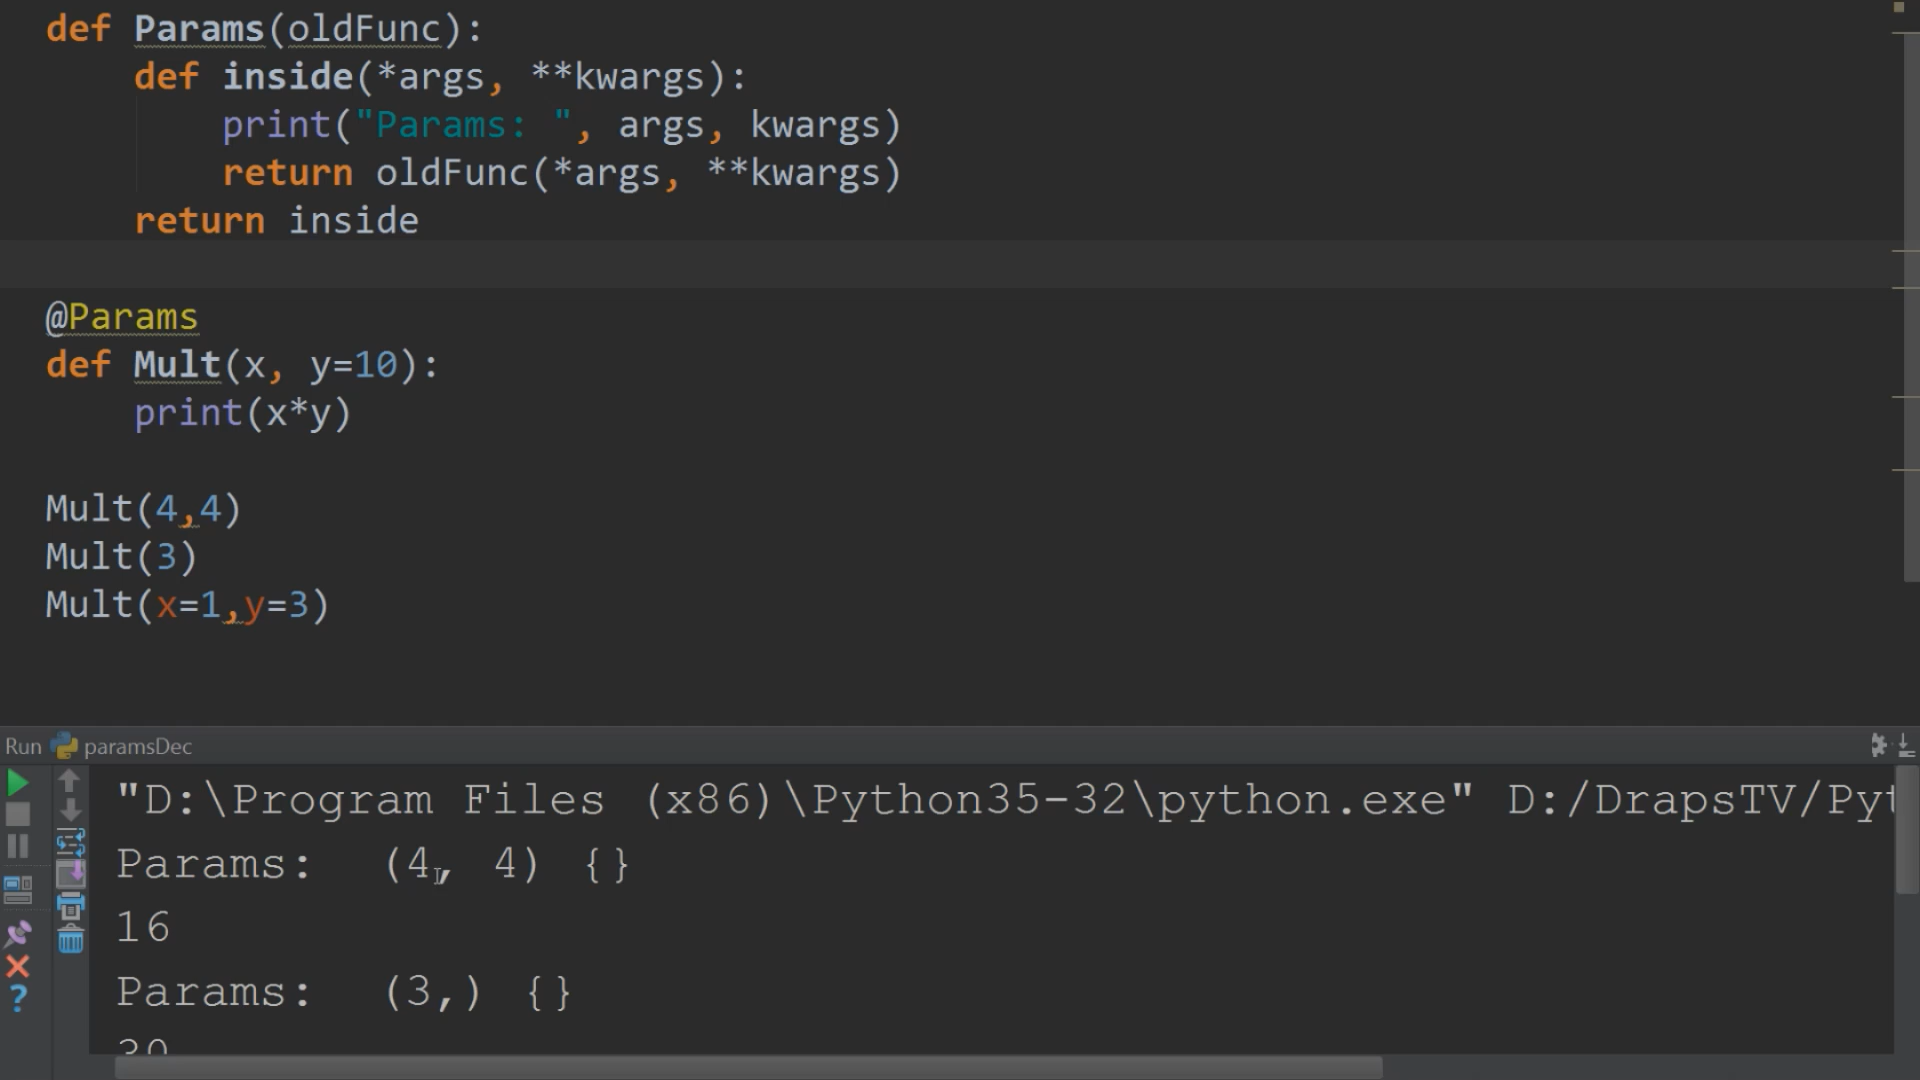 def Params(oldFunc):
    def inside(*args, **kwargs):
        print("Params: ", args, kwargs)
        return oldFunc(*args, **kwargs)
    return inside
@Params
def Mult(x, y=10):
    print(x*y)
Mult(4,4)
Mult(3)
Mult(x=1,y=3)
Run paramsDec
"D:\Program Files (x86)\Python35-32\python.exe" D:/DrapsTV/Pyt
Params:  (4, 4) {}
16
Params:  (3,) {}
30